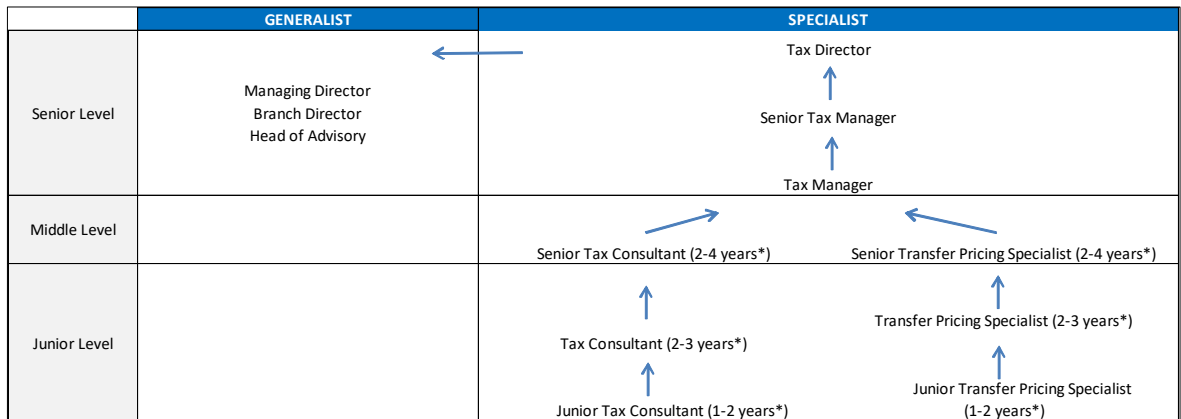 GENERALIST
SPECIALIST
Senior Level
Managing Director
Branch Director
Head of Advisory
Tax Director
Senior Tax Manager
Tax Manager
Middle Level
Senior Tax Consultant (2-4 years*)
Senior Transfer Pricing Specialist (2-4 years*)
Junior Level
Transfer Pricing Specialist (2-3 years*)
Tax Consultant (2-3 years*)
Junior Tax Consultant (1-2 years*)
Junior Transfer Pricing Specialist
(1-2 years*)